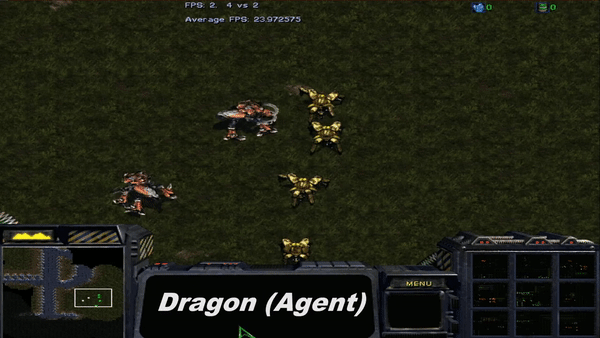 FPS: 2. 4 vs 2
Average FPS: 23.972575
0 0
MENU
Dragon (Agent)